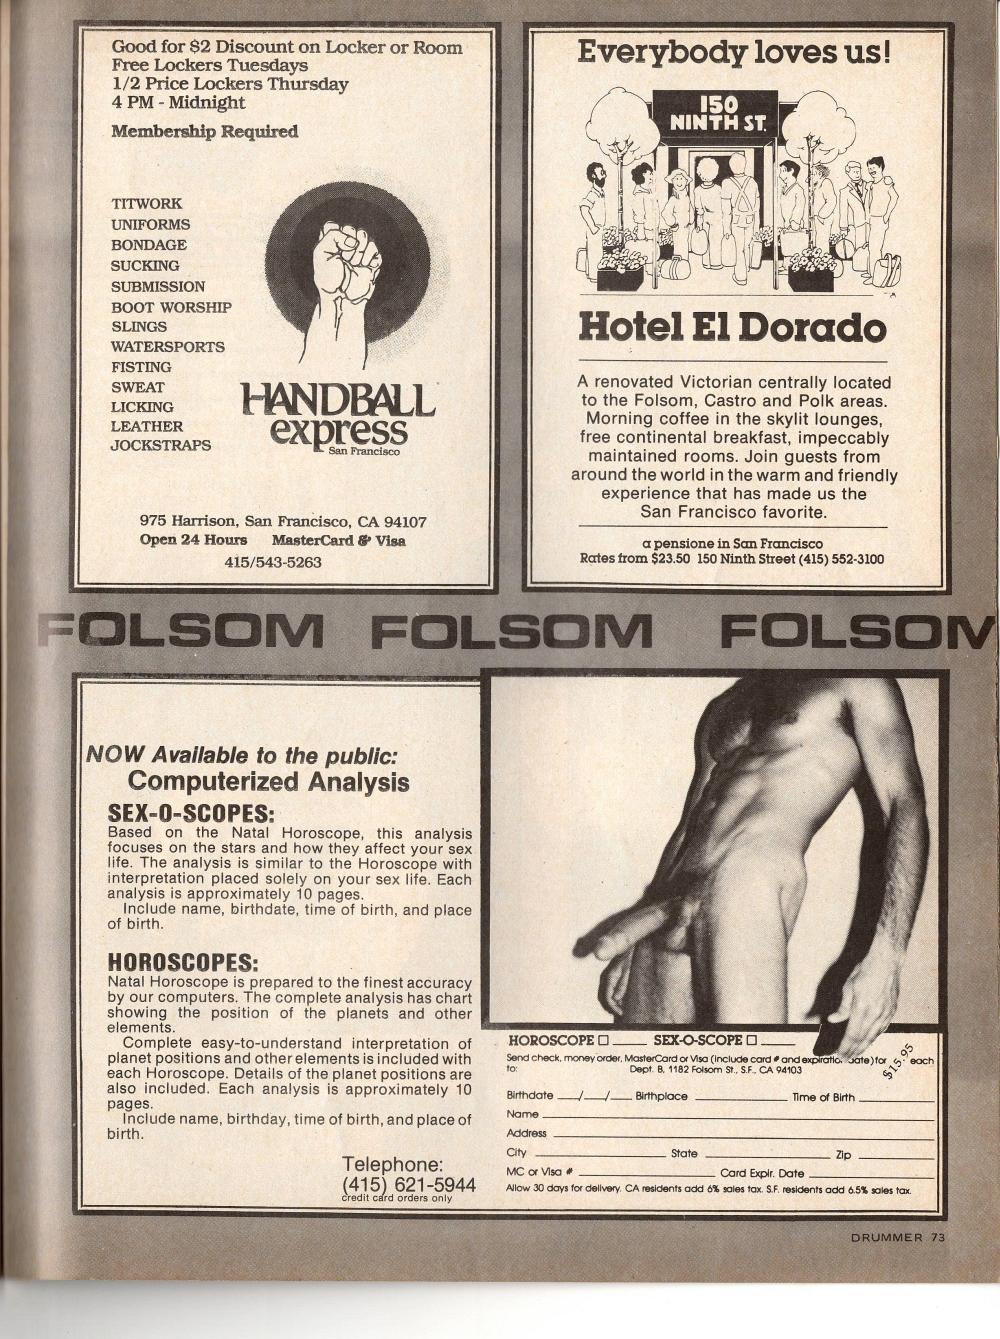 Good for $2 Discount on Locker or Room
Free Lockers Tuesdays
1/2 Price Lockers Thursday
4 PM - Midnight
Membership Required
TITWORK
UNIFORMS
BONDAGE
SUCKING
SUBMISSION
BOOT WORSHIP
SLINGS
WATERSPORTS
FISTING
SWEAT
LICKING
LEATHER
JOCKSTRAPS
HANDBALL
express
San Francisco
975 Harrison, San Francisco, CA 94107
Open 24 Hours MasterCard & Visa
415/543-5263
Everybody loves us!
150
NINTH ST.
Hotel El Dorado
A renovated Victorian centrally located
to the Folsom, Castro and Polk areas.
Morning coffee in the skylit lounges,
free continental breakfast, impeccably
maintained rooms. Join guests from
around the world in the warm and friendly
experience that has made us the
San Francisco favorite.
a pensione in San Francisco
Rates from $23.50 150 Ninth Street (415) 552-3100
FOLSOM FOLSOM FOLSOM
NOW Available to the public:
Computerized Analysis
SEX-O-SCOPES:
Based on the Natal Horoscope, this analysis
focuses on the stars and how they affect your sex
life. The analysis is similar to the Horoscope with
interpretation placed solely on your sex life. Each
analysis is approximately 10 pages.
Include name, birthdate, time of birth, and place
of birth.
HOROSCOPES:
Natal Horoscope is prepared to the finest accuracy
by our computers. The complete analysis has chart
showing the position of the planets and other
elements.
Complete easy-to-understand interpretation of
planet positions and other elements is included with
each Horoscope. Details of the planet positions are
also included. Each analysis is approximately 10
pages.
Include name, birthday, time of birth, and place of
birth.
Telephone:
(415) 621-5944
credit card orders only
HOROSCOPE □ ____ SEX-O-SCOPE □ ____
Send check, money order, MasterCard or Visa (include card # and for $15.95 each
to: Dept. B, 1182 Folsom St., S.F., CA 94103
Birthdate __/__/__ Birthplace ____ Time of Birth ____
Name ____
Address ____
City ____ State ____ Zip ____
MC or Visa # ____ Card Expir. Date ____
Allow 30 days for delivery. CA residents add 6% sales tax. S.F. residents add 6.5% sales tax.
DRUMMER 73